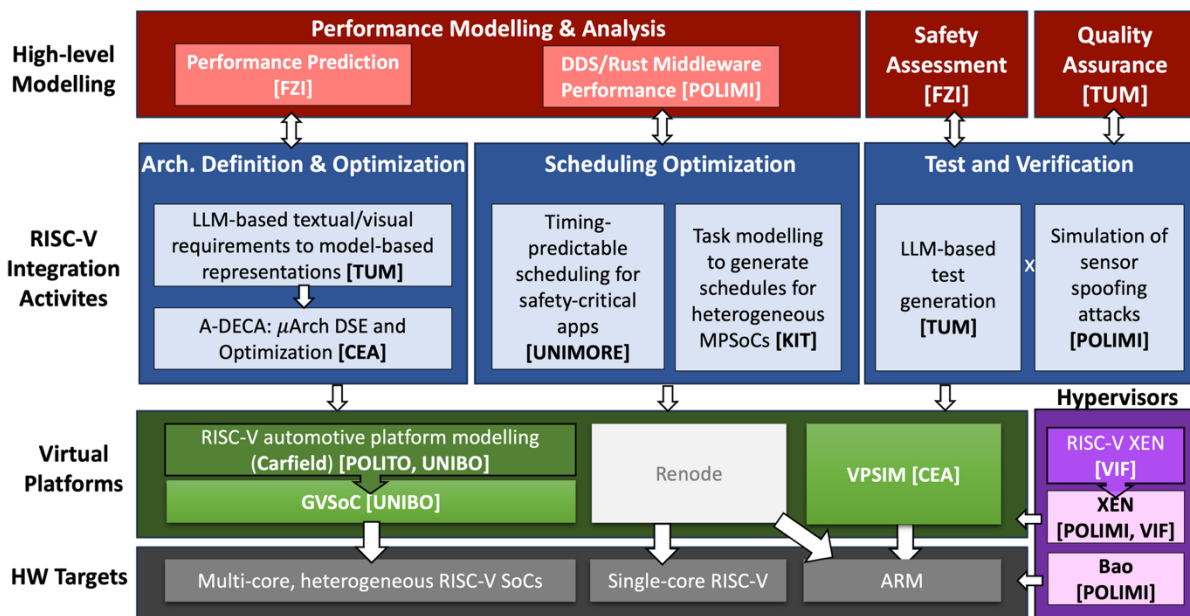 High-level
Modelling
Performance Modelling & Analysis
Performance Prediction
[FZI]
DDS/Rust Middleware
Performance [POLIMI]
Safety
Assessment
[FZI]
Quality
Assurance
[TUM]
RISC-V
Integration
Activites
Arch. Definition & Optimization
LLM-based textual/visual
requirements to model-based
representations [TUM]
A-DECA: μArch DSE and
Optimization [CEA]
Scheduling Optimization
Timing-
predictable
scheduling for
safety-critical
apps
[UNIMORE]
Task modelling
to generate
schedules for
heterogeneous
MPSoCs [KIT]
Test and Verification
LLM-based
test
generation
[TUM]
x
Simulation of
sensor
spoofing
attacks
[POLIMI]
Virtual
Platforms
RISC-V automotive platform modelling
(Carfield) [POLITO, UNIBO]
GVSoC [UNIBO]
Renode
VPSIM [CEA]
Hypervisors
RISC-V XEN
[VIF]
XEN
[POLIMI, VIF]
Bao
[POLIMI]
HW Targets
Multi-core, heterogeneous RISC-V SoCs
Single-core RISC-V
ARM